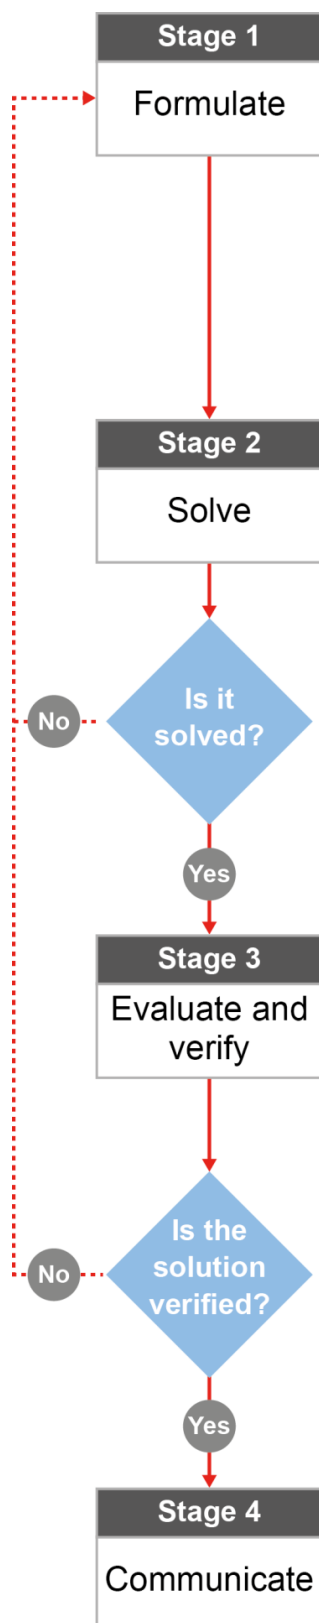 Stage 1
Formulate
Stage 2
Solve
Is it
solved?
No
Yes
Stage 3
Evaluate and
verify
Is the
solution
verified?
No
Yes
Stage 4
Communicate